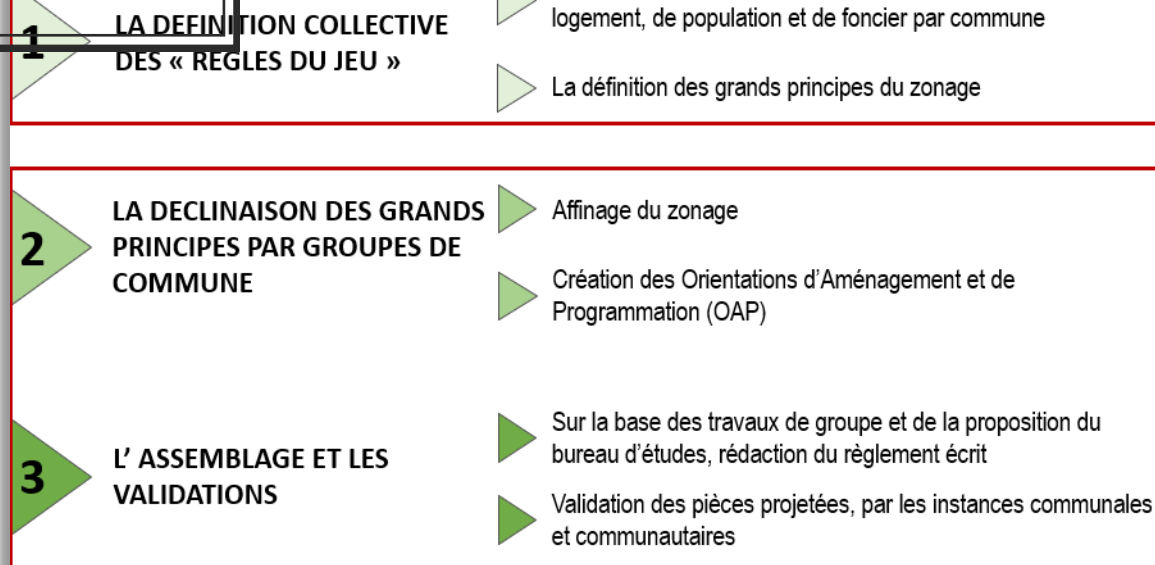 1
LA DEFINITION COLLECTIVE
DES « REGLES DU JEU »
logement, de population et de foncier par commune
La définition des grands principes du zonage
2
LA DECLINAISON DES GRANDS
PRINCIPES PAR GROUPES DE
COMMUNE
Affinage du zonage
Création des Orientations d’Aménagement et de
Programmation (OAP)
3
L’ ASSEMBLAGE ET LES
VALIDATIONS
Sur la base des travaux de groupe et de la proposition du
bureau d’études, rédaction du règlement écrit
Validation des pièces projetées, par les instances communales
et communautaires